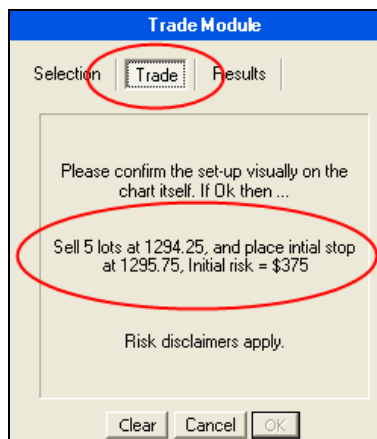 Trade Module
Selection Trade Results
Please confirm the set-up visually on the
chart itself. If Ok then ...
Sell 5 lots at 1294.25, and place intial stop
at 1295.75, Initial risk = $375
Risk disclaimers apply.
Clear Cancel OK